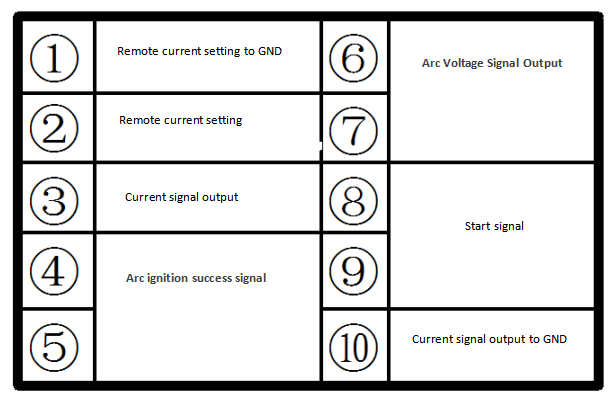 ① Remote current setting to GND
② Remote current setting
③ Current signal output
④
Arc ignition success signal
⑤
⑥ Arc Voltage Signal Output
⑦
⑧
Start signal
⑨
⑩ Current signal output to GND